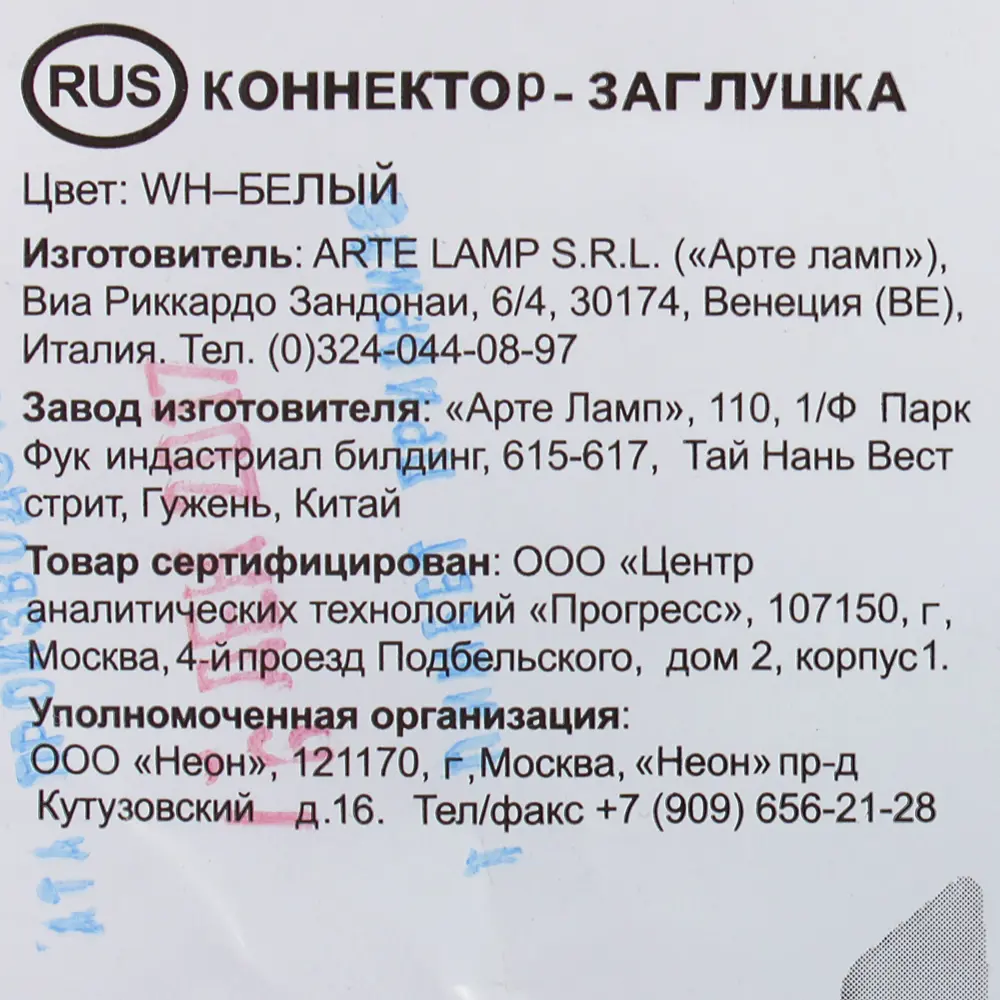 RUS КОННЕКТОР - ЗАГЛУШКА
Цвет: WH–БЕЛЫЙ
Изготовитель: ARTE LAMP S.R.L. («Арте ламп»),
Виа Риккардо Зандонаи, 6/4, 30174, Венеция (ВЕ),
Италия. Тел. (0)324-044-08-97
Завод изготовителя: «Арте Ламп», 110, 1/Ф Парк
Фук индастриал билдинг, 615-617, Тай Нань Вест
стрит, Гужень, Китай
Товар сертифицирован: ООО «Центр
аналитических технологий «Прогресс», 107150, г,
Москва, 4-й проезд Подбельского, дом 2, корпус1.
Уполномоченная организация:
ООО «Неон», 121170, г,Москва, «Неон» пр-д
Кутузовский д.16. Тел/факс +7 (909) 656-21-28